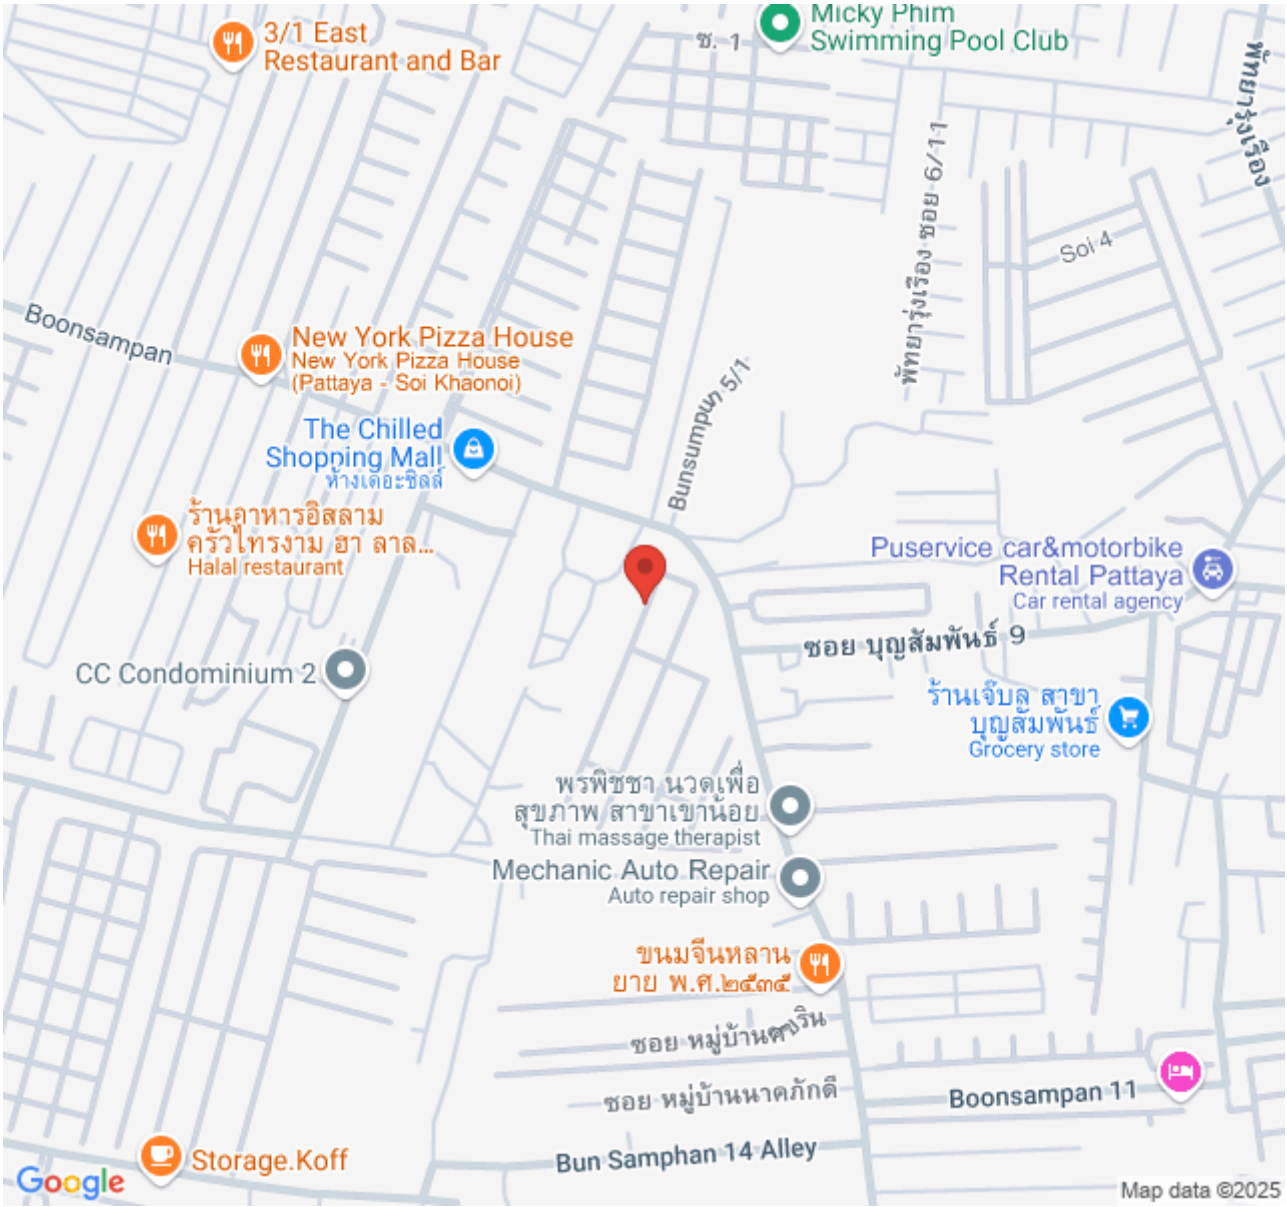 3/1 East
Restaurant and Bar
ซ. 1
Micky Phim
Swimming Pool Club
พัทยารุ่งเรือง
พัทยารุ่งเรือง ซอย 6/11
Soi 4
Boonsampan
New York Pizza House
New York Pizza House
(Pattaya - Soi Khaonoi)
Bunsumpun 5/1
The Chilled
Shopping Mall
ห้างเดอะชิลล์
ร้านอาหารอิสลาม
ครัวไทรงาม ฮา ลาล...
Halal restaurant
Puservice car&motorbike
Rental Pattaya
Car rental agency
ซอย บุญสัมพันธ์ 9
CC Condominium 2
ร้านเจ๊บล สาขา
บุญสัมพันธ์
Grocery store
พรพิชชา นวดเพื่อ
สุขภาพ สาขาเขาน้อย
Thai massage therapist
Mechanic Auto Repair
Auto repair shop
ขนมจีนหลาน
ยาย พ.ศ.๒๕๓๕
ซอย
ซอย หมู่บ้านนาคภักดี
Boonsampan 11
Bun Samphan 14 Alley
Storage.Koff
Google
Map data ©2025